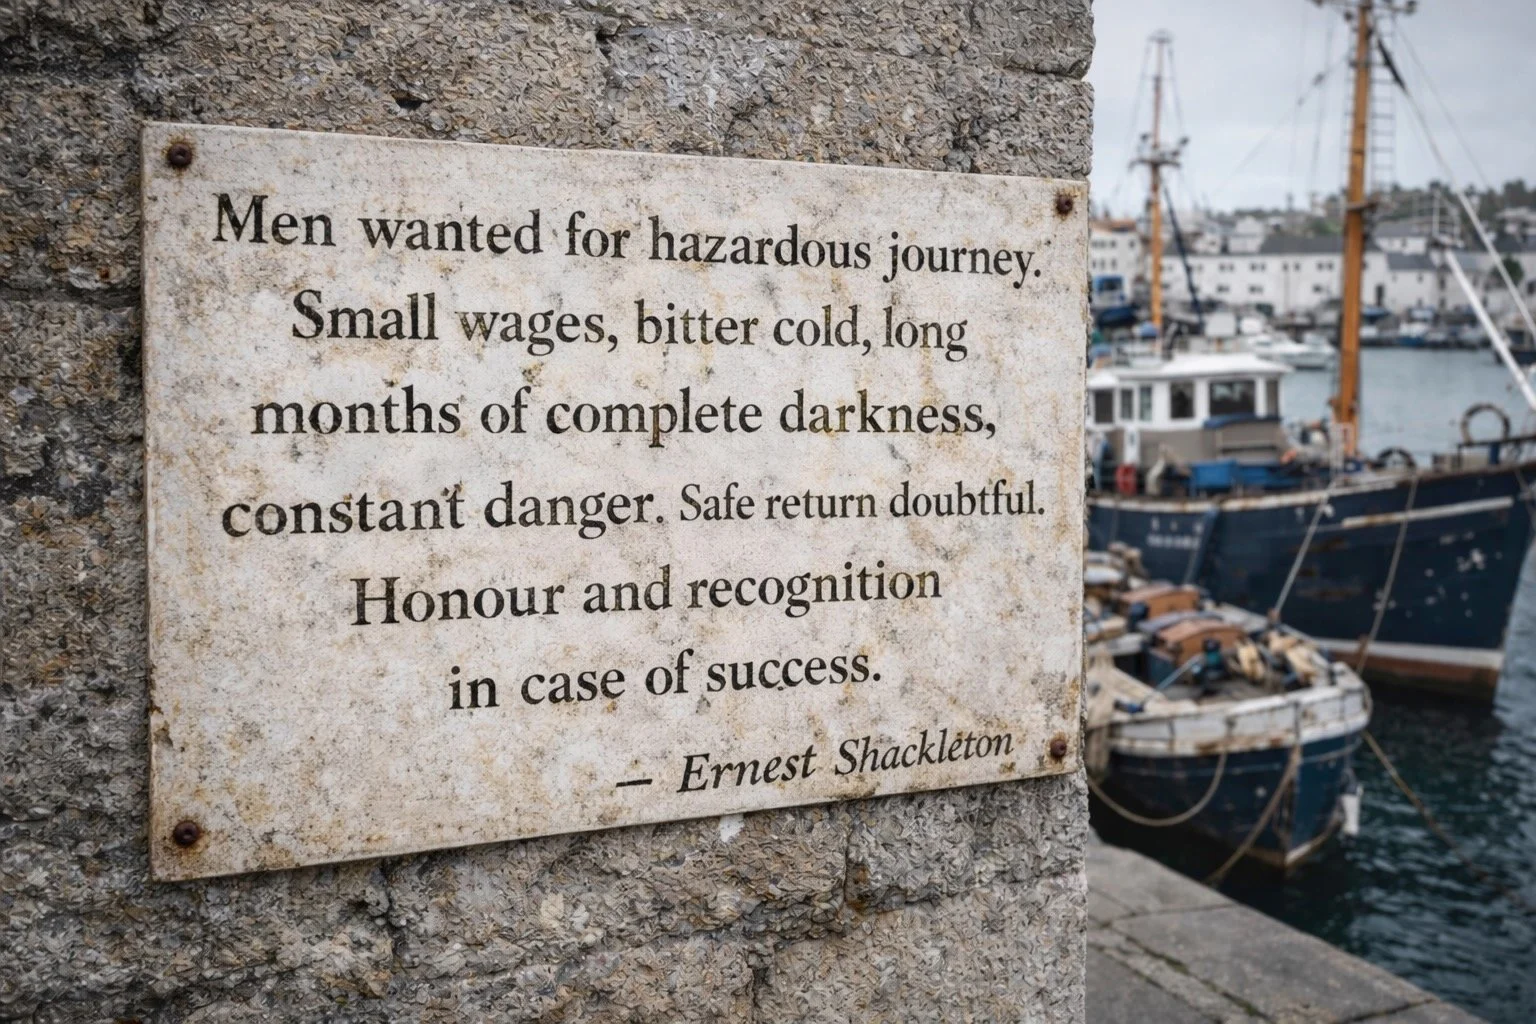 Men wanted for hazardous journey.
Small wages, bitter cold, long
months of complete darkness,
constant danger. Safe return doubtful.
Honour and recognition
in case of success.
— Ernest Shackleton